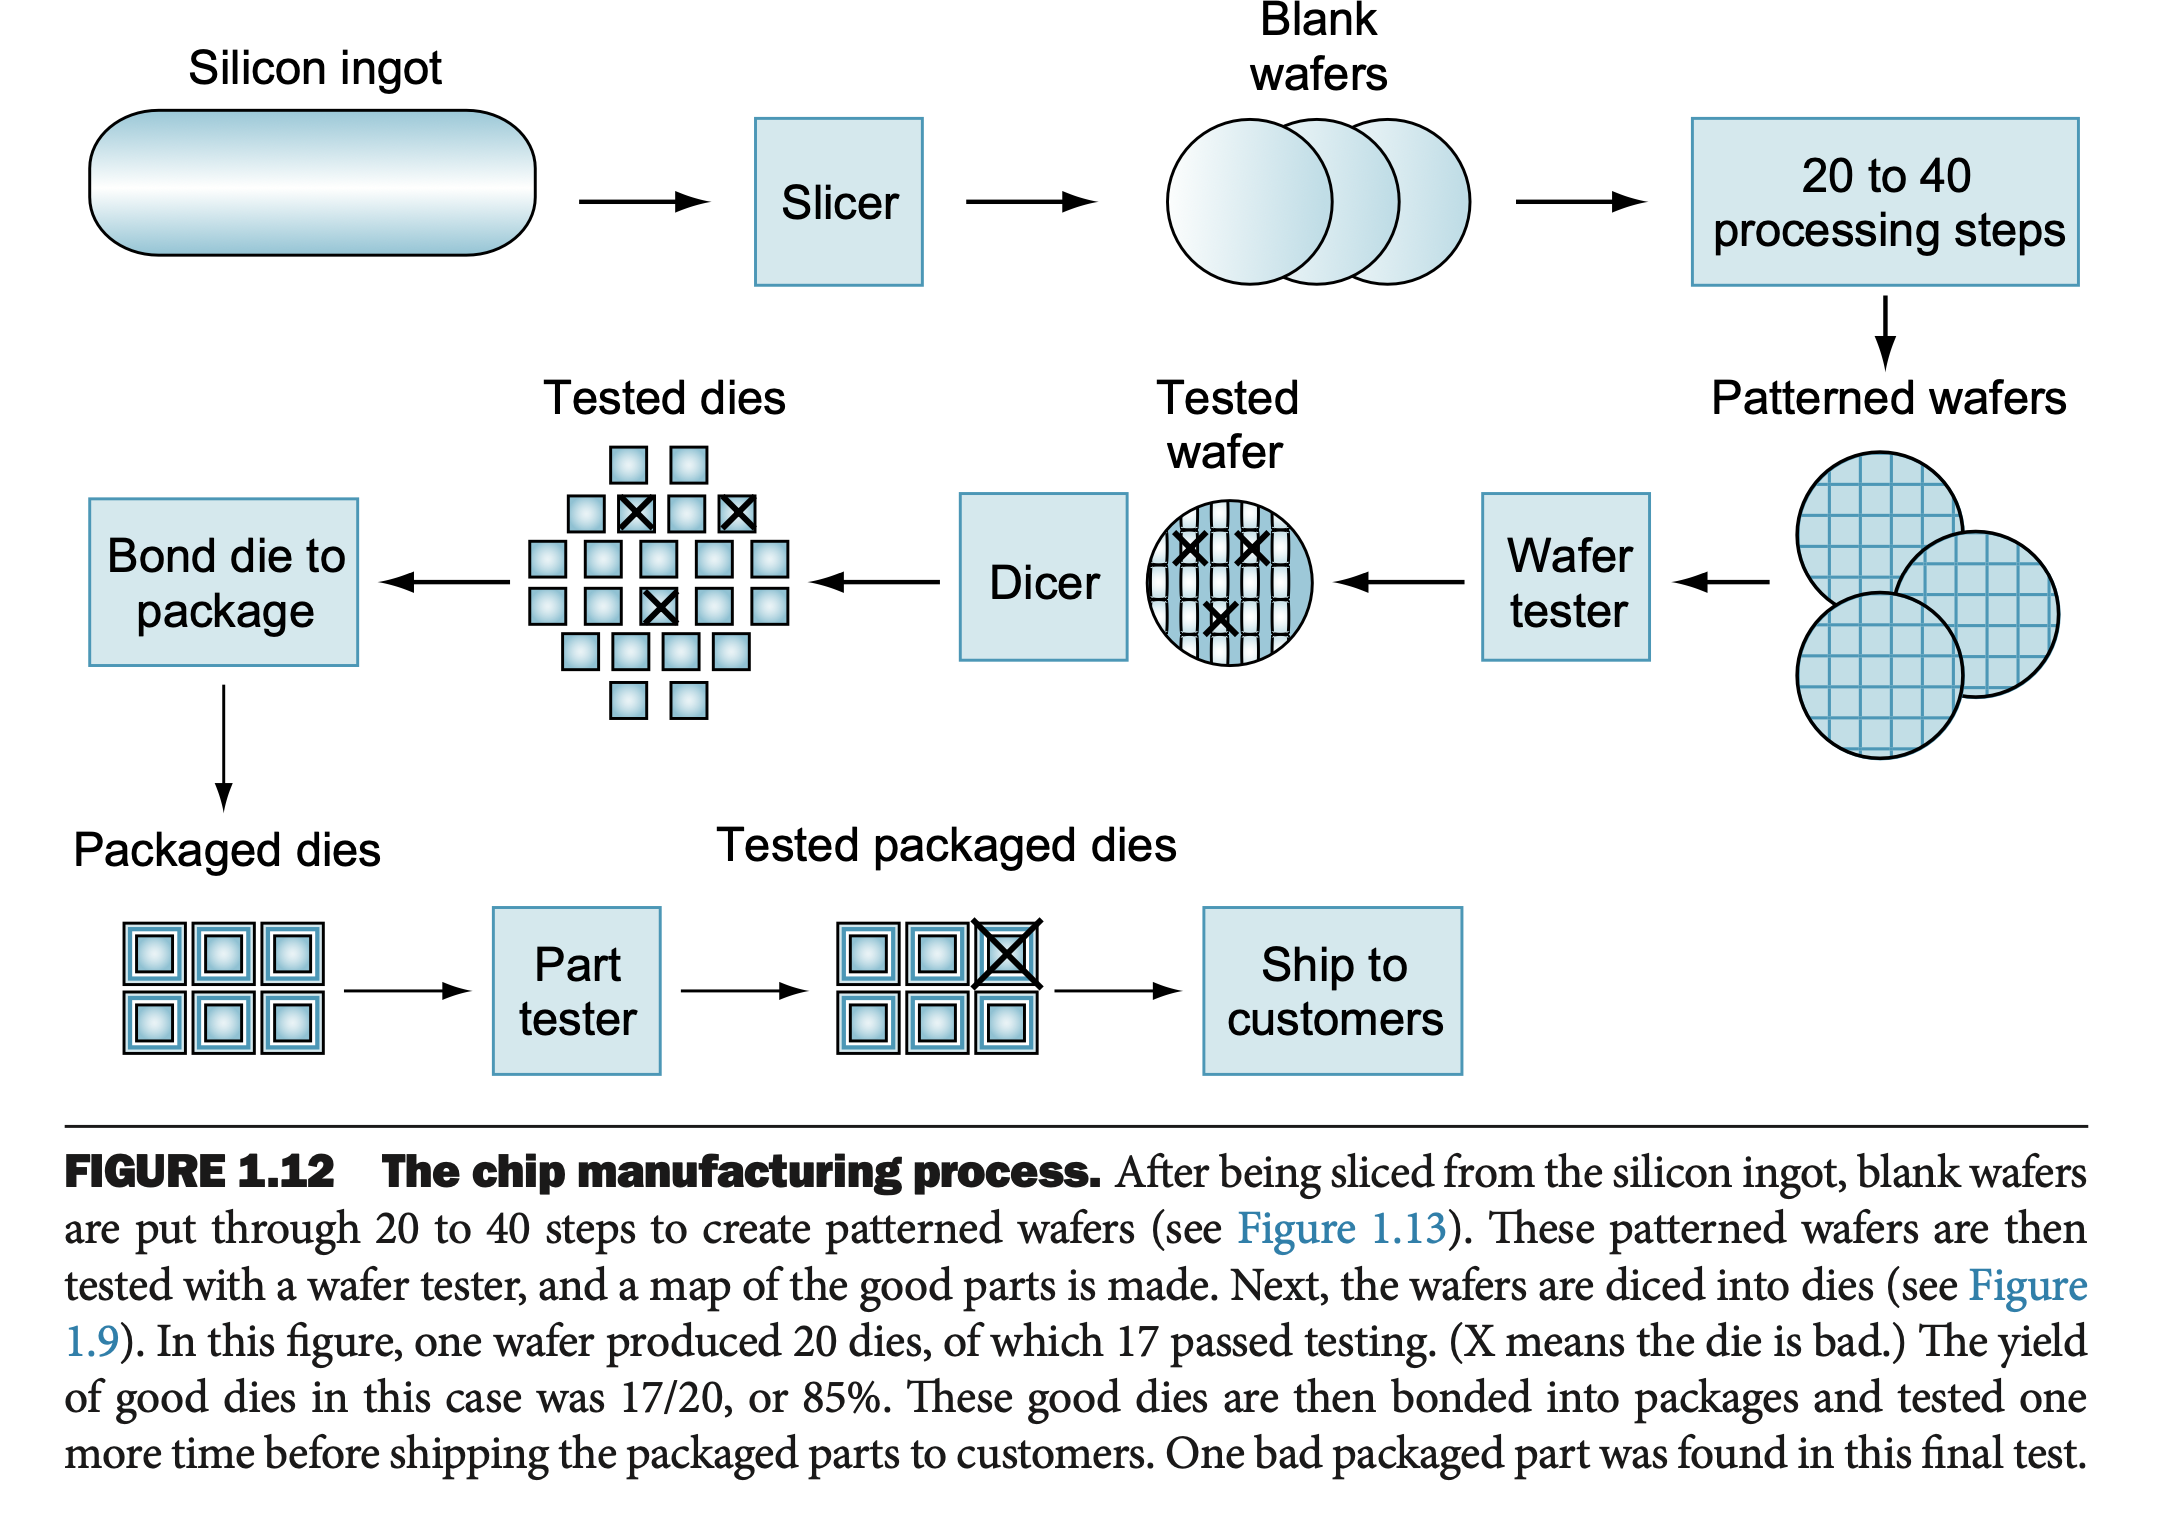 Silicon ingot
Slicer
Blank
wafers
20 to 40
processing steps
Patterned wafers
Wafer
tester
Tested
wafer
Dicer
Tested dies
Bond die to
package
Packaged dies
Part
tester
Tested packaged dies
Ship to
customers
FIGURE 1.12 The chip manufacturing process. After being sliced from the silicon ingot, blank wafers
are put through 20 to 40 steps to create patterned wafers (see Figure 1.13). These patterned wafers are then
tested with a wafer tester, and a map of the good parts is made. Next, the wafers are diced into dies (see Figure
1.9). In this figure, one wafer produced 20 dies, of which 17 passed testing. (X means the die is bad.) The yield
of good dies in this case was 17/20, or 85%. These good dies are then bonded into packages and tested one
more time before shipping the packaged parts to customers. One bad packaged part was found in this final test.